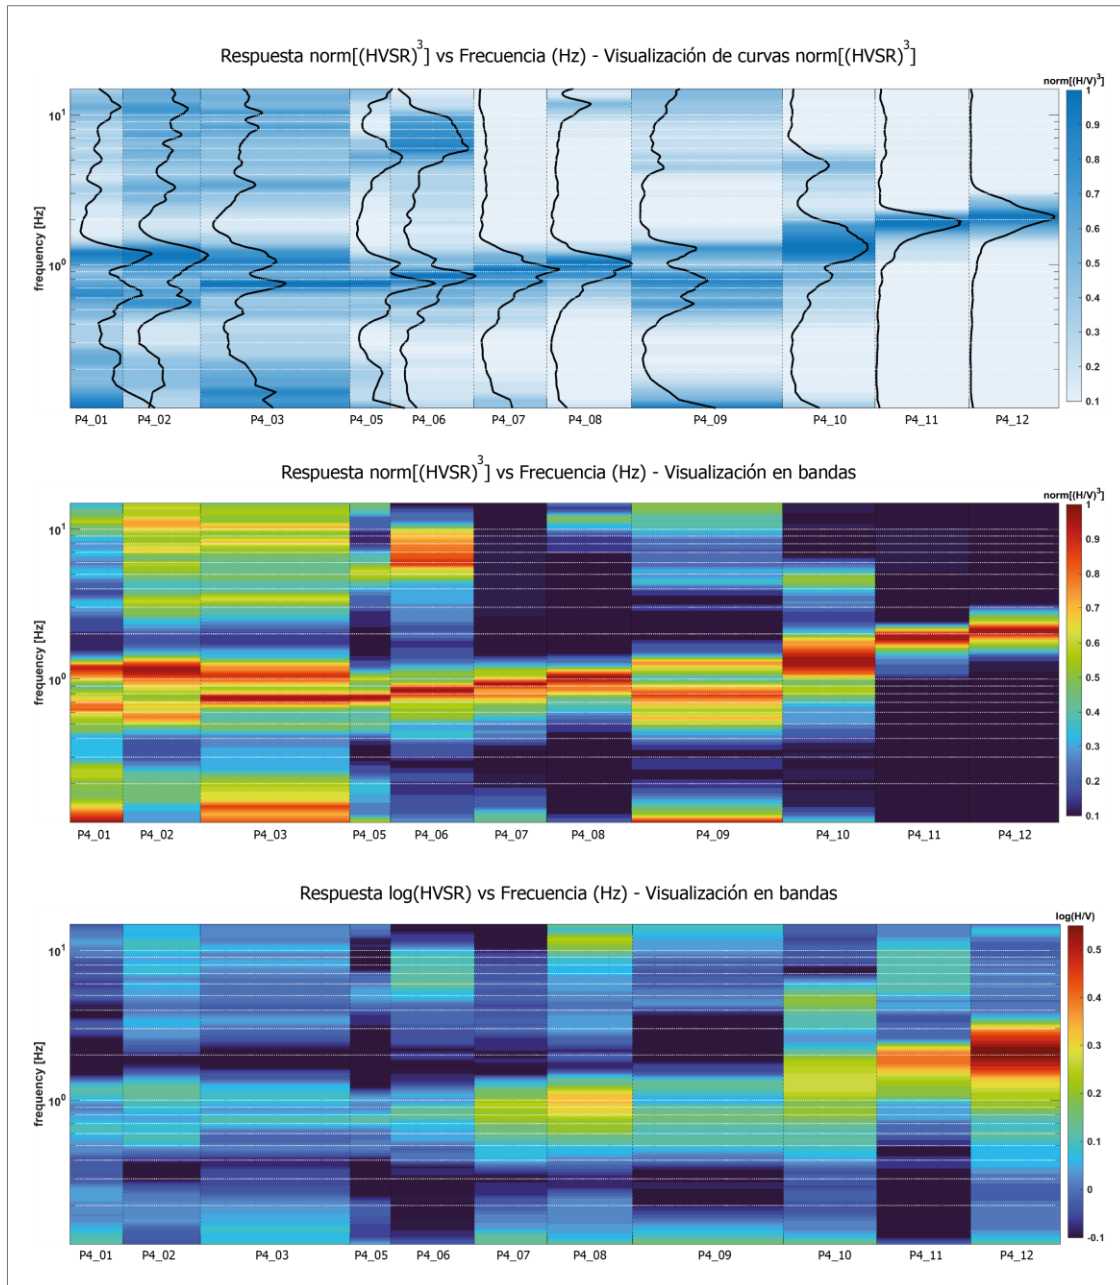 Respuesta norm[(HVSR)³] vs Frecuencia (Hz) - Visualización de curvas norm[(HVSR)³]
norm[(H/V)³]
frequency [Hz]
10¹
10⁰
1
0.9
0.8
0.7
0.6
0.5
0.4
0.3
0.2
0.1
P4_01 P4_02 P4_03 P4_05 P4_06 P4_07 P4_08 P4_09 P4_10 P4_11 P4_12
Respuesta norm[(HVSR)³] vs Frecuencia (Hz) - Visualización en bandas
norm[(H/V)³]
frequency [Hz]
10¹
10⁰
1
0.9
0.8
0.7
0.6
0.5
0.4
0.3
0.2
0.1
P4_01 P4_02 P4_03 P4_05 P4_06 P4_07 P4_08 P4_09 P4_10 P4_11 P4_12
Respuesta log(HVSR) vs Frecuencia (Hz) - Visualización en bandas
log(H/V)
frequency [Hz]
10¹
10⁰
0.5
0.4
0.3
0.2
0.1
0
-0.1
P4_01 P4_02 P4_03 P4_05 P4_06 P4_07 P4_08 P4_09 P4_10 P4_11 P4_12